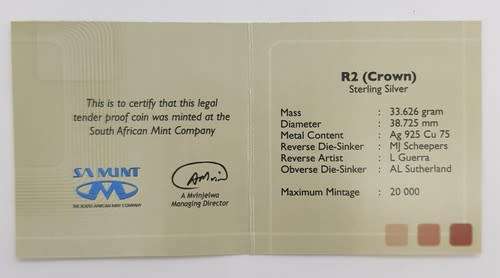 This is to certify that this legal
tender proof coin was minted at the
South African Mint Company
SA MINT
THE SOUTH AFRICAN MINT COMPANY
A Mvinjelwa
Managing Director
R2 (Crown)
Sterling Silver
Mass : 33.626 gram
Diameter : 38.725 mm
Metal Content : Ag 925 Cu 75
Reverse Die-Sinker : MJ Scheepers
Reverse Artist : L Guerra
Obverse Die-Sinker : AL Sutherland
Maximum Mintage : 20 000